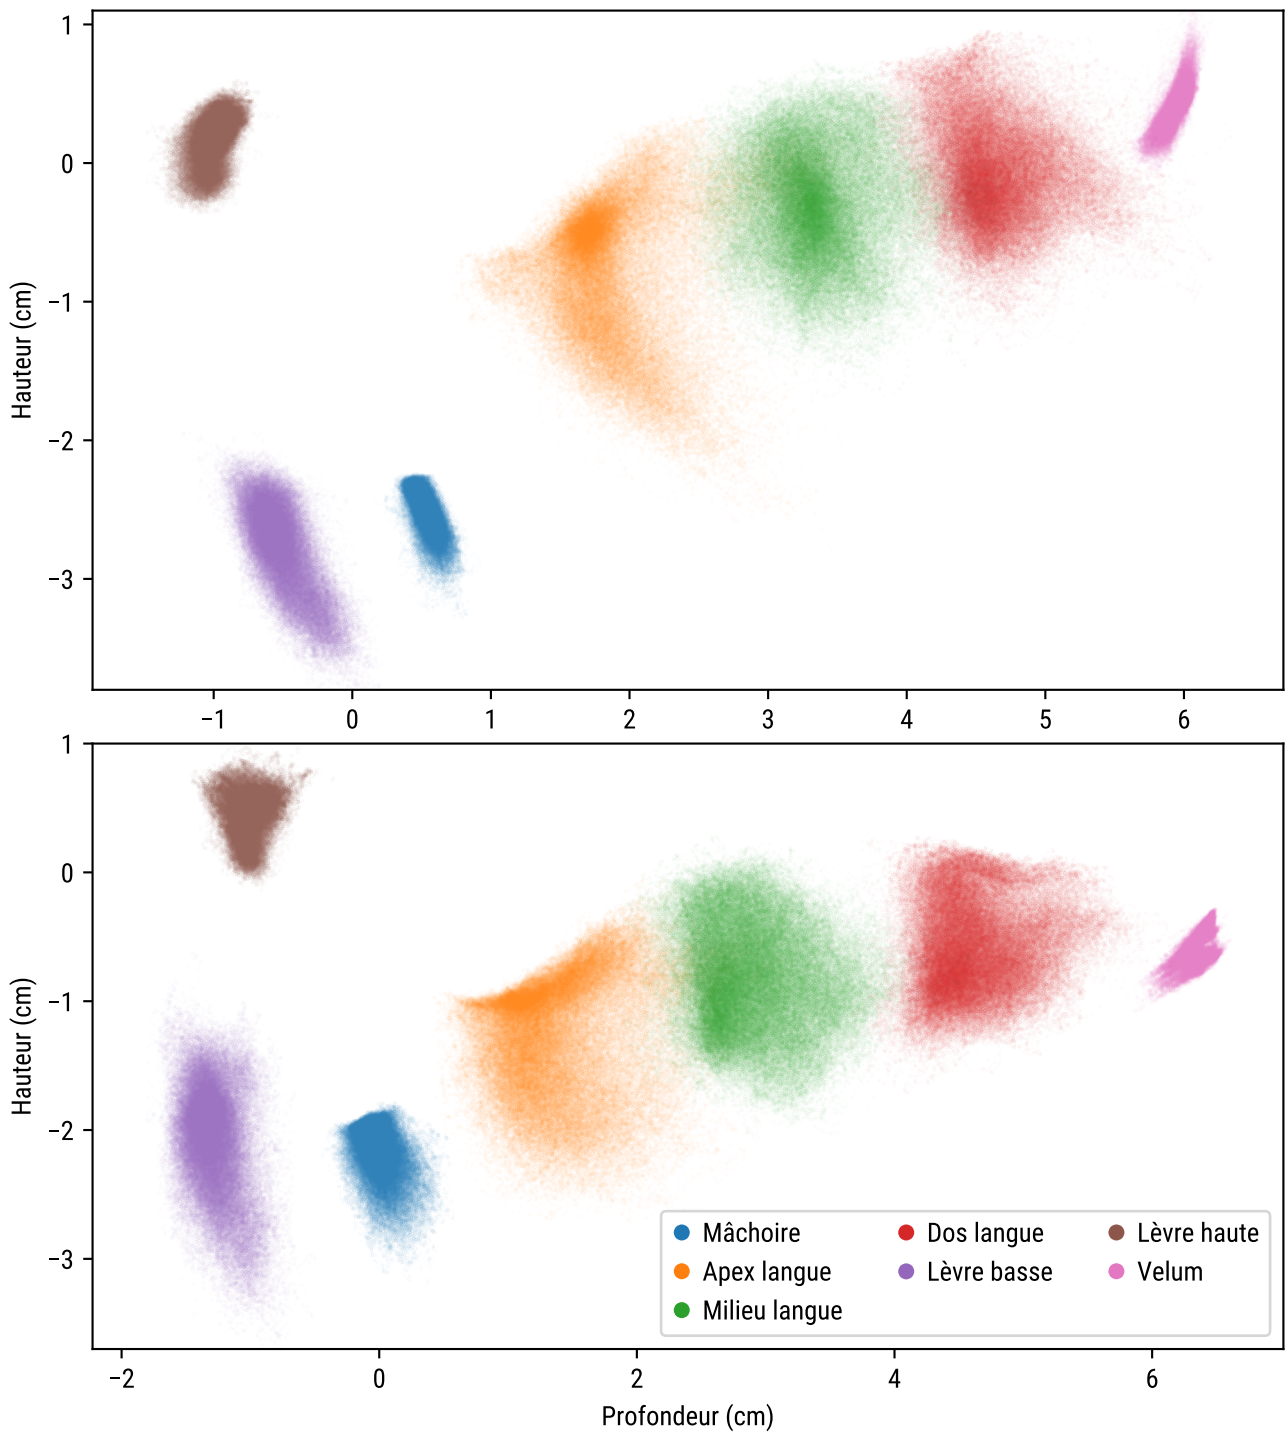 1
0
−1
−2
−3
Hauteur (cm)
−1 0 1 2 3 4 5 6
1
0
−1
−2
−3
Hauteur (cm)
−2 0 2 4 6
Profondeur (cm)
Mâchoire
Apex langue
Milieu langue
Dos langue
Lèvre basse
Lèvre haute
Velum